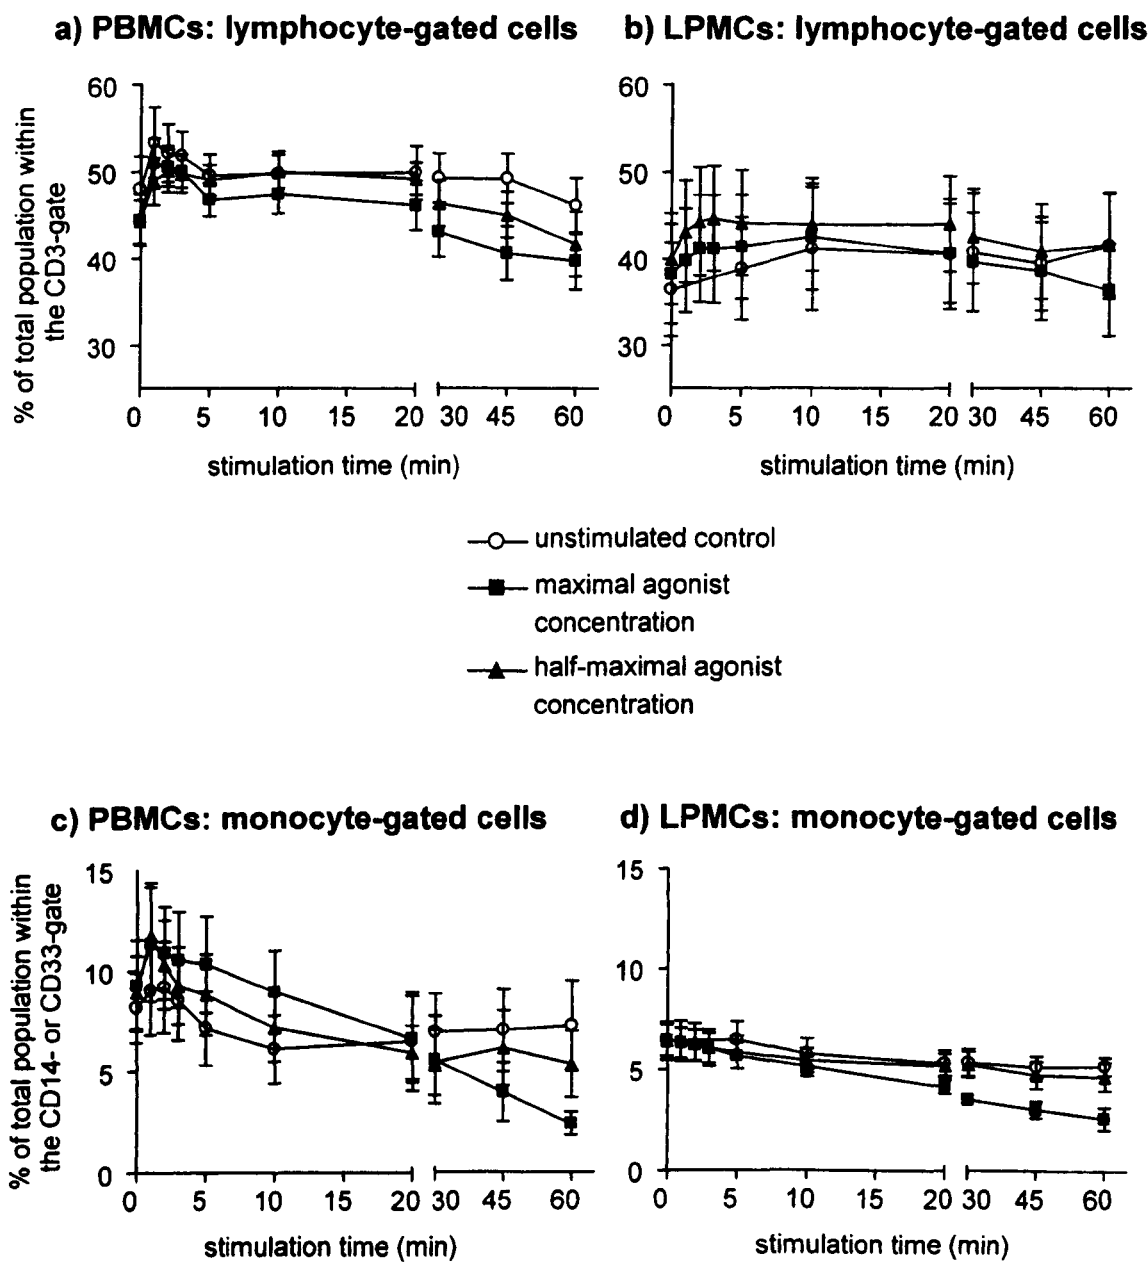 a) PBMCs: lymphocyte-gated cells
b) LPMCs: lymphocyte-gated cells
% of total population within
the CD3-gate
60
50
40
30
0 5 10 15 20 30 45 60
stimulation time (min)
60
50
40
30
0 5 10 15 20 30 45 60
stimulation time (min)
unstimulated control
maximal agonist
concentration
half-maximal agonist
concentration
c) PBMCs: monocyte-gated cells
d) LPMCs: monocyte-gated cells
% of total population within
the CD14- or CD33-gate
15
10
5
0
0 5 10 15 20 30 45 60
stimulation time (min)
15
10
5
0
0 5 10 15 20 30 45 60
stimulation time (min)